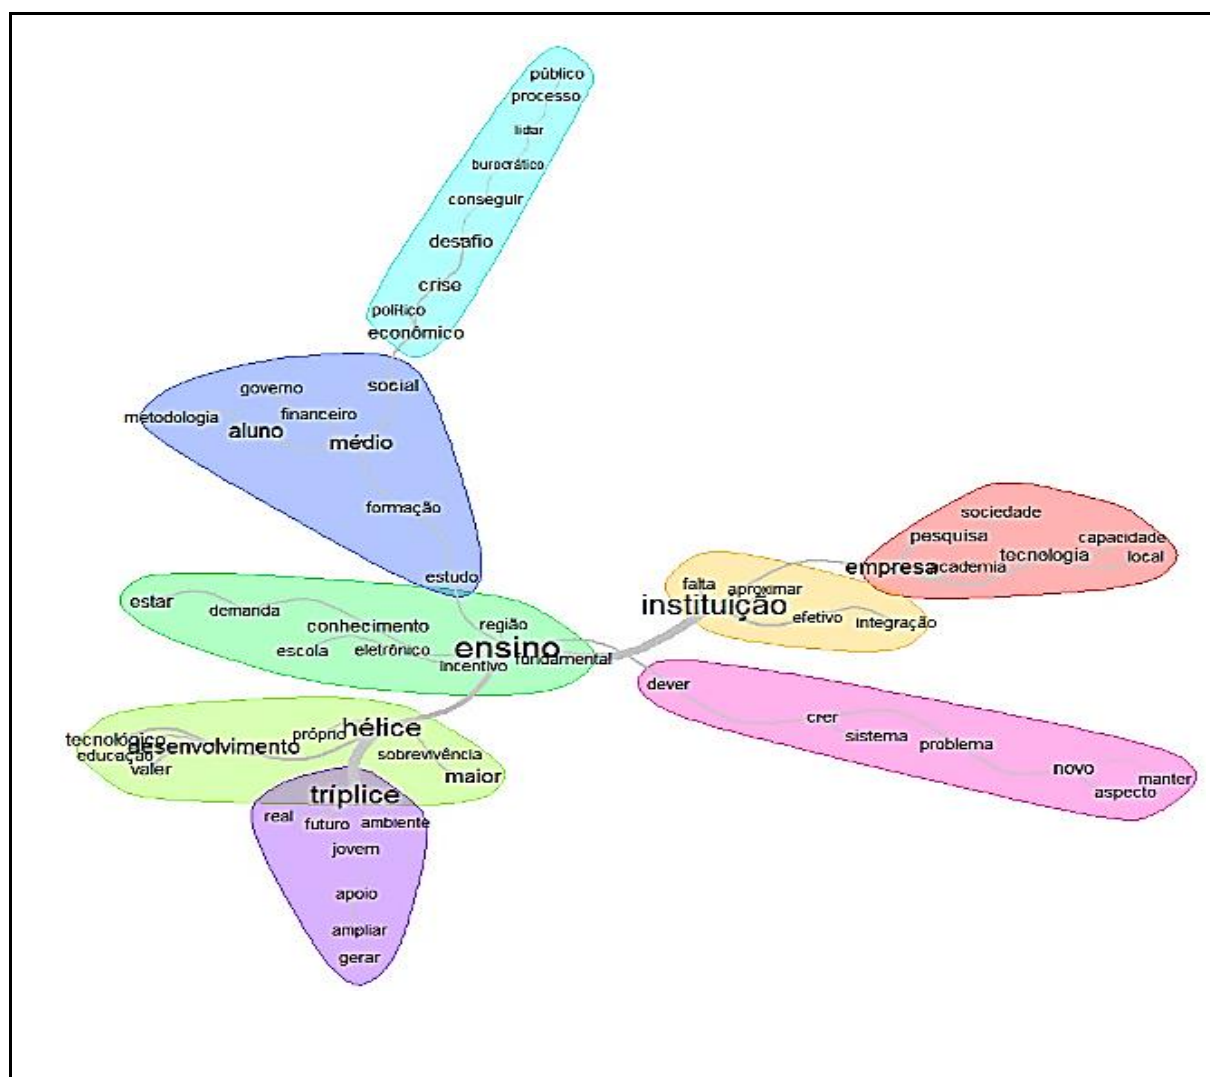 público
processo
lidar
burocrático
conseguir
desafio
crise
político
econômico
social
governo
financeiro
metodologia
aluno
médio
formação
estudo
sociedade
pesquisa
capacidade
tecnologia
local
empresa
academia
falta
aproximar
instituição
efetivo
integração
estar
demanda
conhecimento
região
escola
eletrônico
ensino
incentivo
fundamental
dever
crer
sistema
problema
novo
manter
aspecto
hélice
próprio
tecnológico
desenvolvimento
educação
valer
sobrevivência
maior
tríplice
real
futuro
ambiente
jovem
apoio
ampliar
gerar